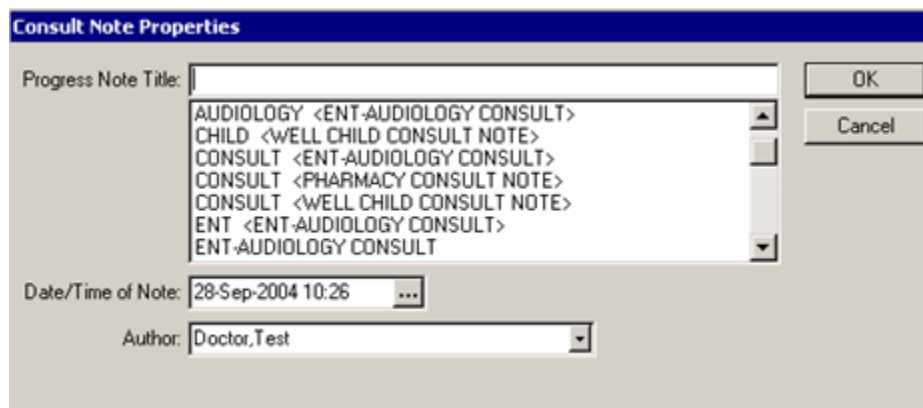 Consult Note Properties
Progress Note Title:
OK
AUDIOLOGY <ENT-AUDIOLOGY CONSULT>
CHILD <WELL CHILD CONSULT NOTE>
Cancel
CONSULT <ENT-AUDIOLOGY CONSULT>
CONSULT <PHARMACY CONSULT NOTE>
CONSULT <WELL CHILD CONSULT NOTE>
ENT <ENT-AUDIOLOGY CONSULT>
ENT-AUDIOLOGY CONSULT
Date/Time of Note: 28-Sep-2004 10:26 ...
Author: Doctor,Test